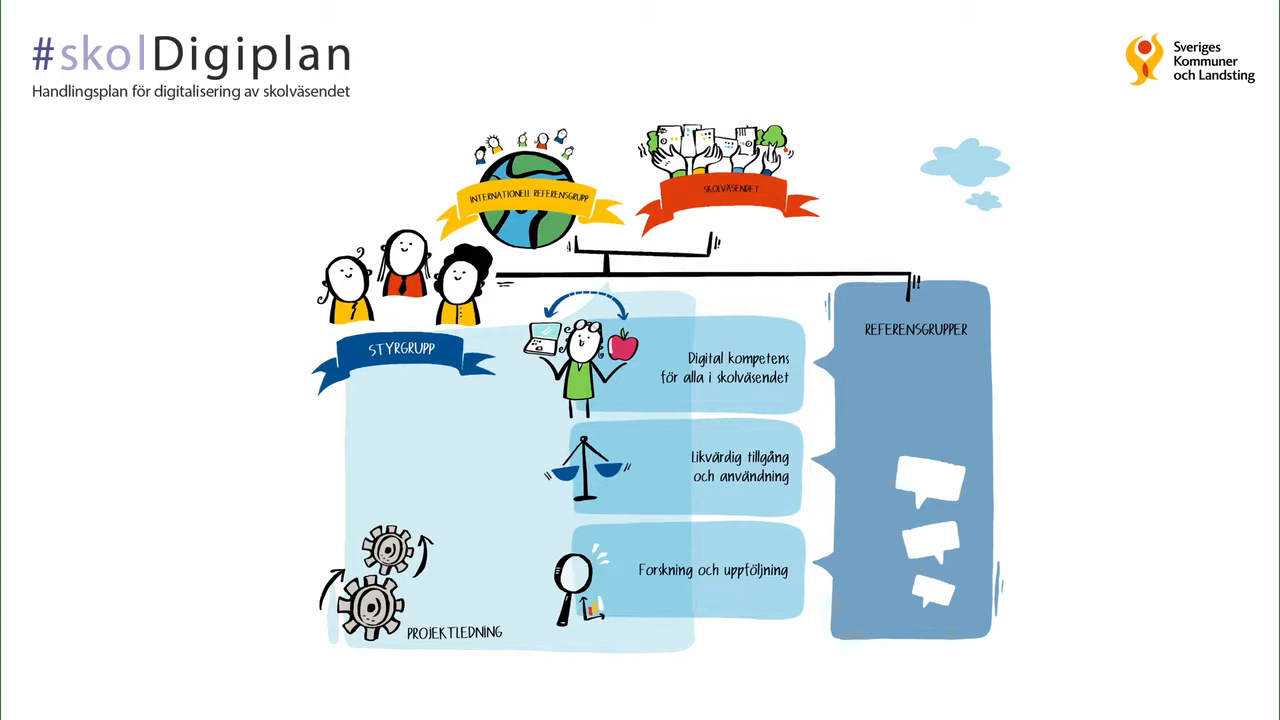 #skolDigiplan
Handlingsplan för digitalisering av skolväsendet
Sveriges
Kommuner
och Landsting
INTERNATIONELL REFERENSGRUPP
SKOLVÄSENDET
STYRGRUPP
REFERENSGRUPPER
Digital kompetens
för alla i skolväsendet
Likvärdig tillgång
och användning
Forskning och uppföljning
PROJEKTLEDNING